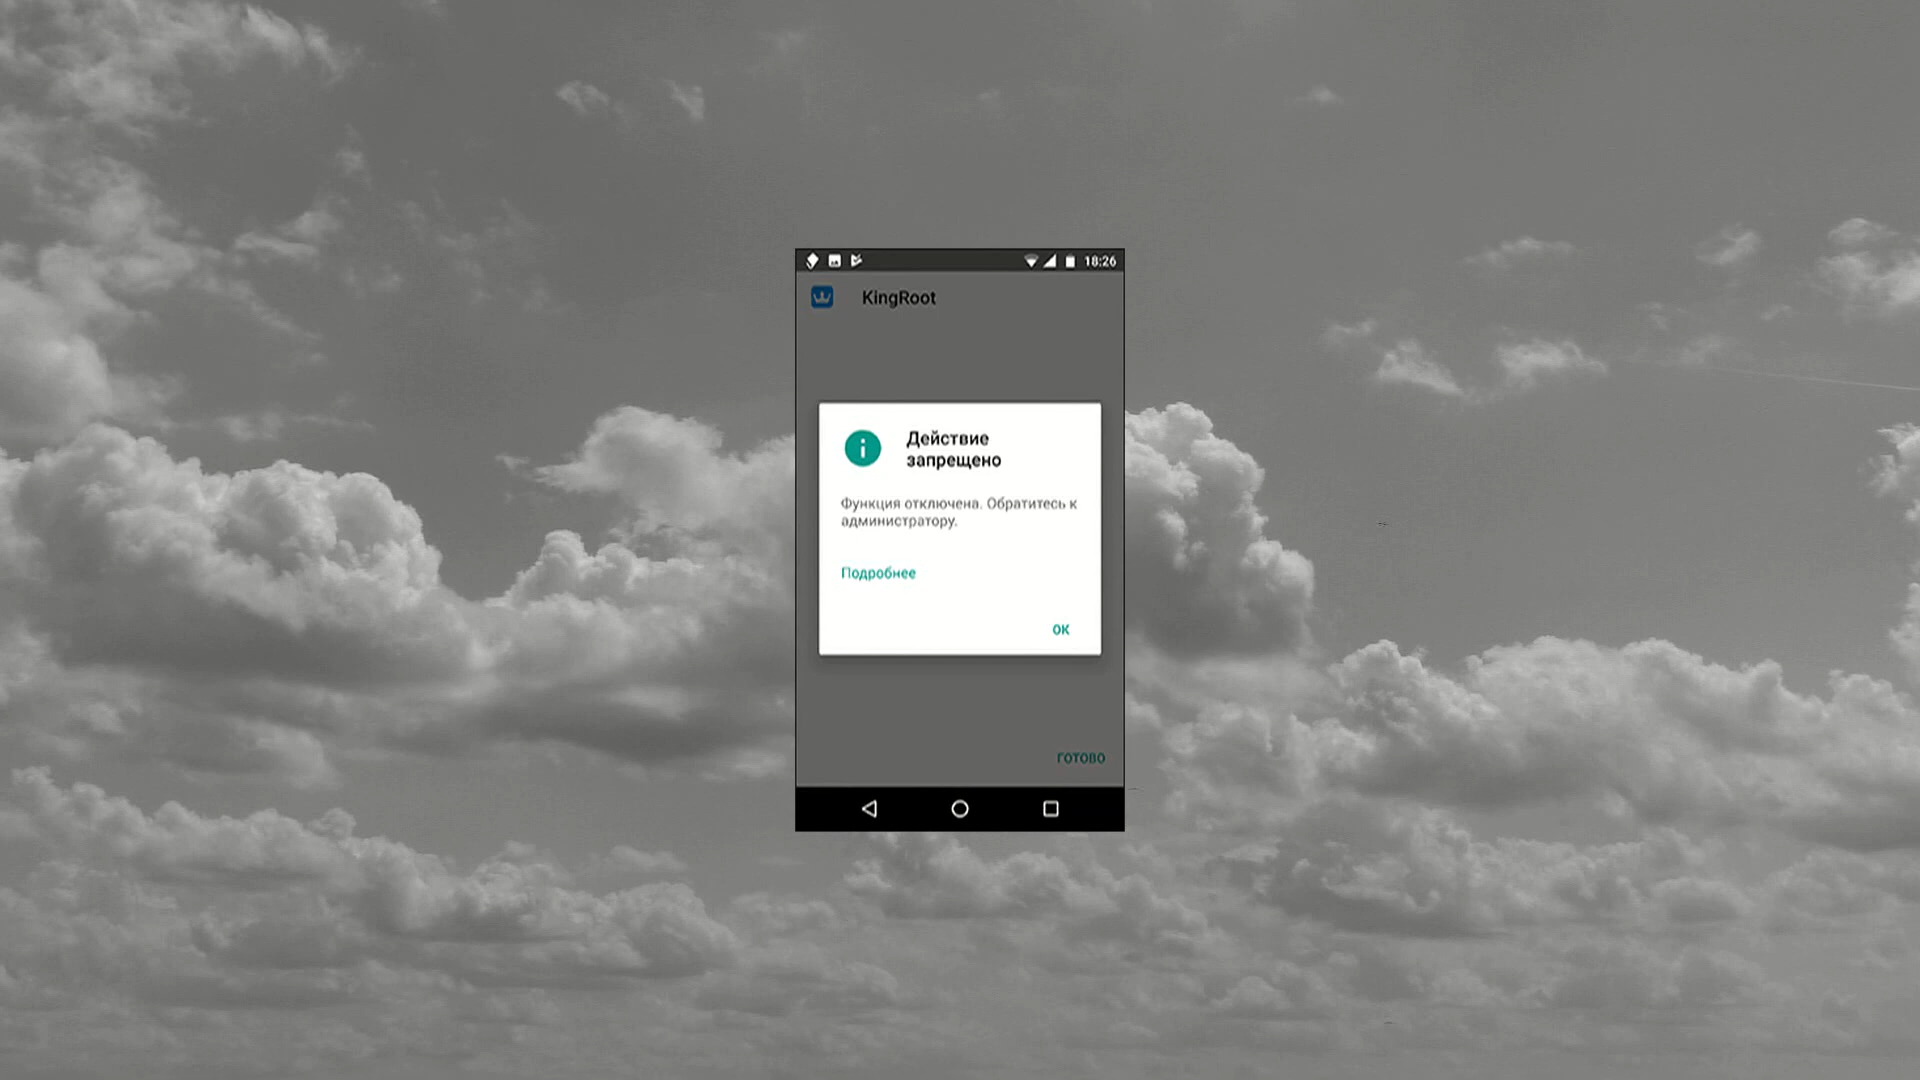 18:26
KingRoot
Действие
запрещено
Функция отключена. Обратитесь к
администратору.
Подробнее
ОК
ГОТОВО